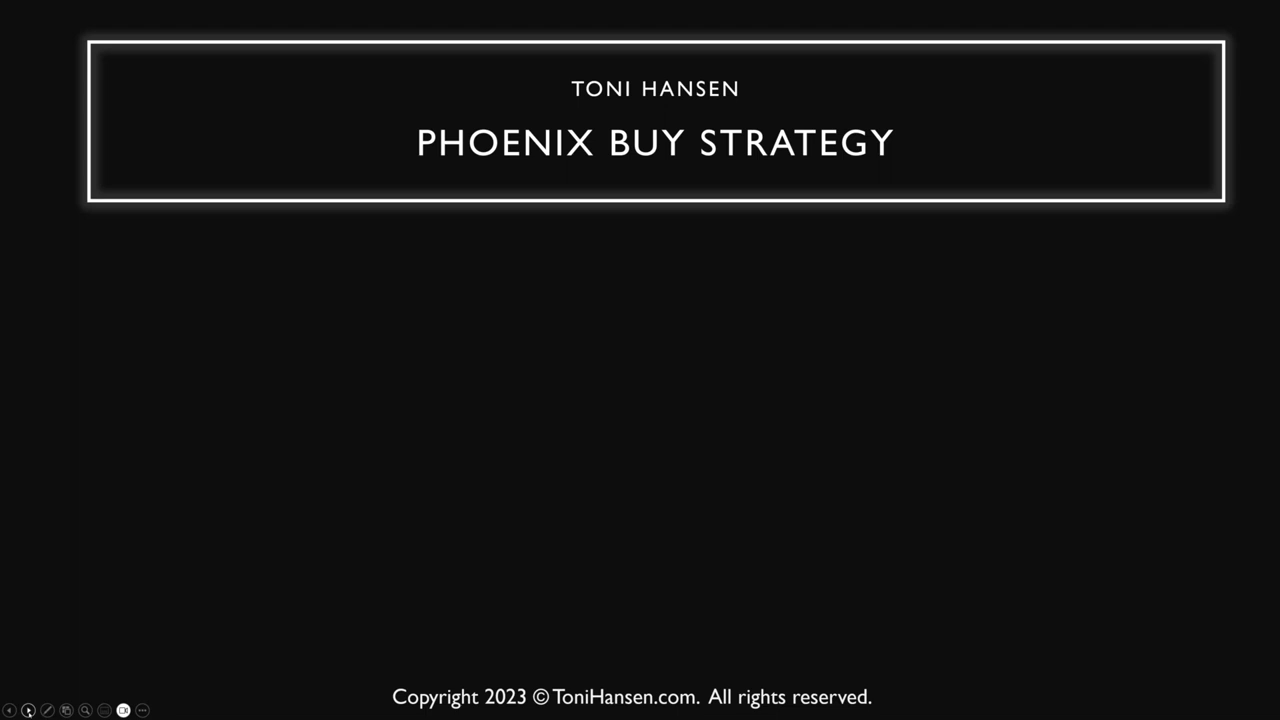 TONI HANSEN
PHOENIX BUY STRATEGY
Copyright 2023 © ToniHansen.com. All rights reserved.